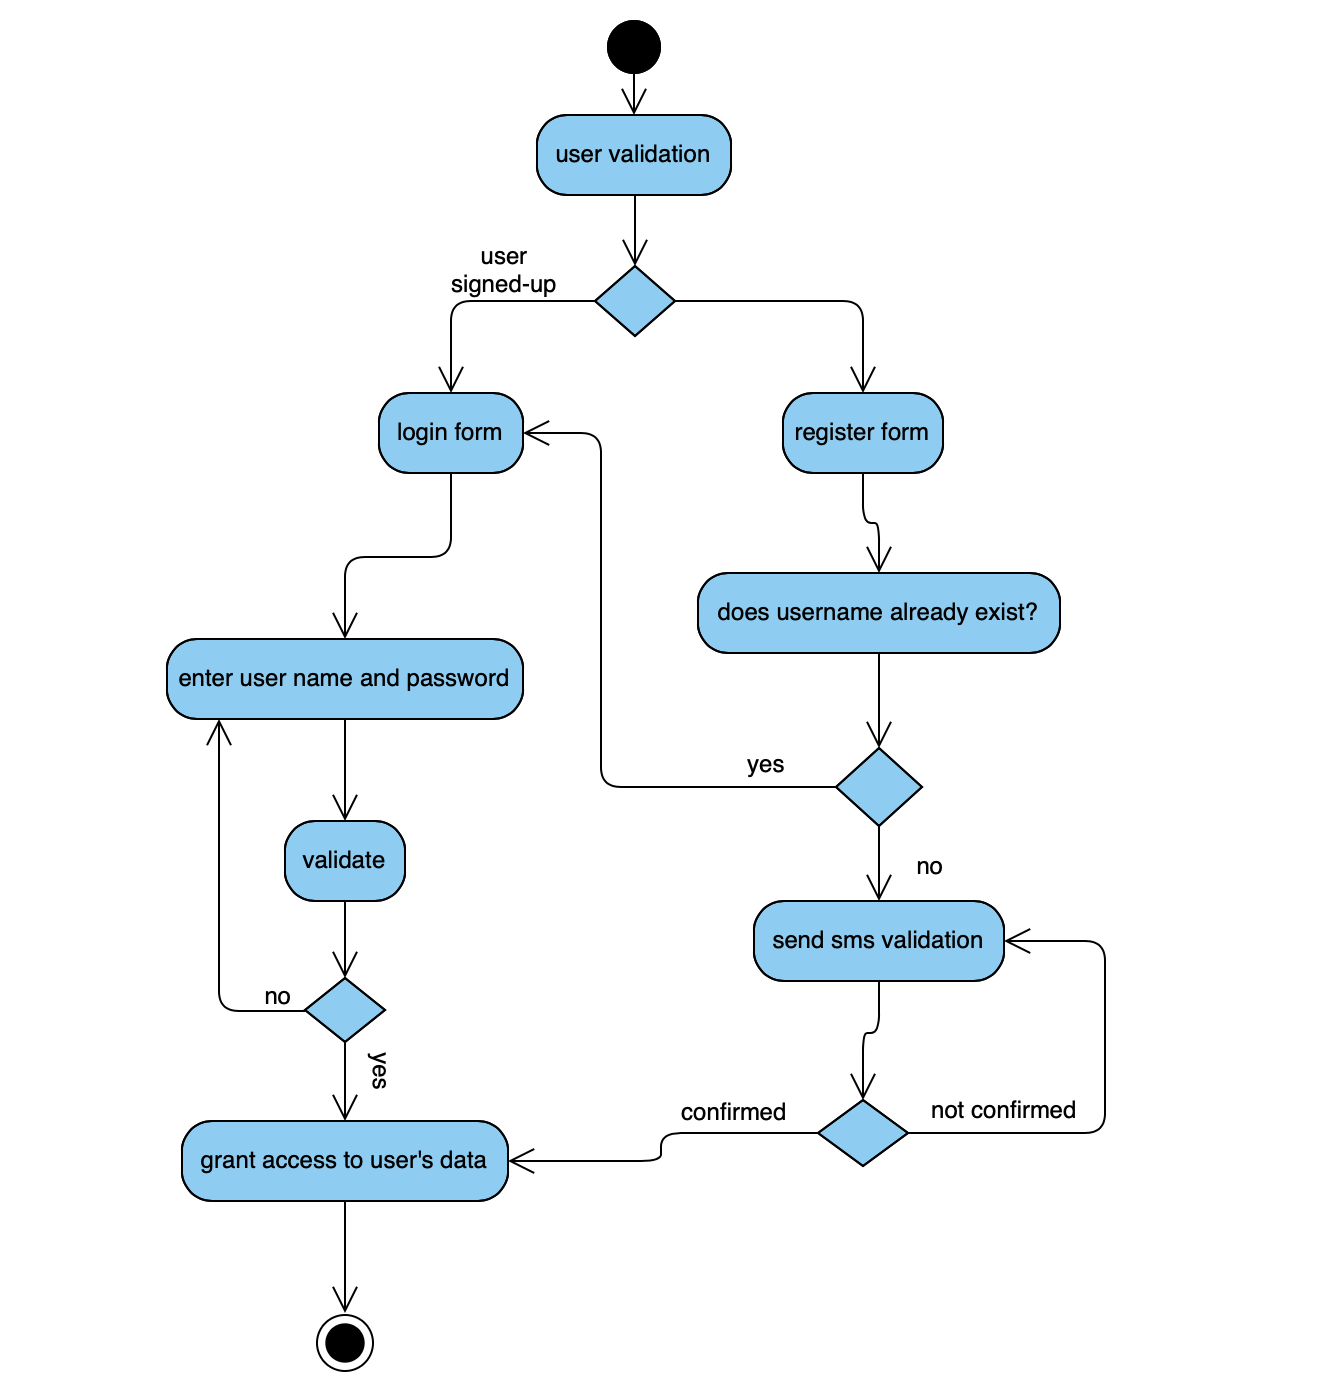 user validation
user
signed-up
login form
register form
does username already exist?
enter user name and password
yes
validate
no
send sms validation
no
yes
confirmed
not confirmed
grant access to user's data